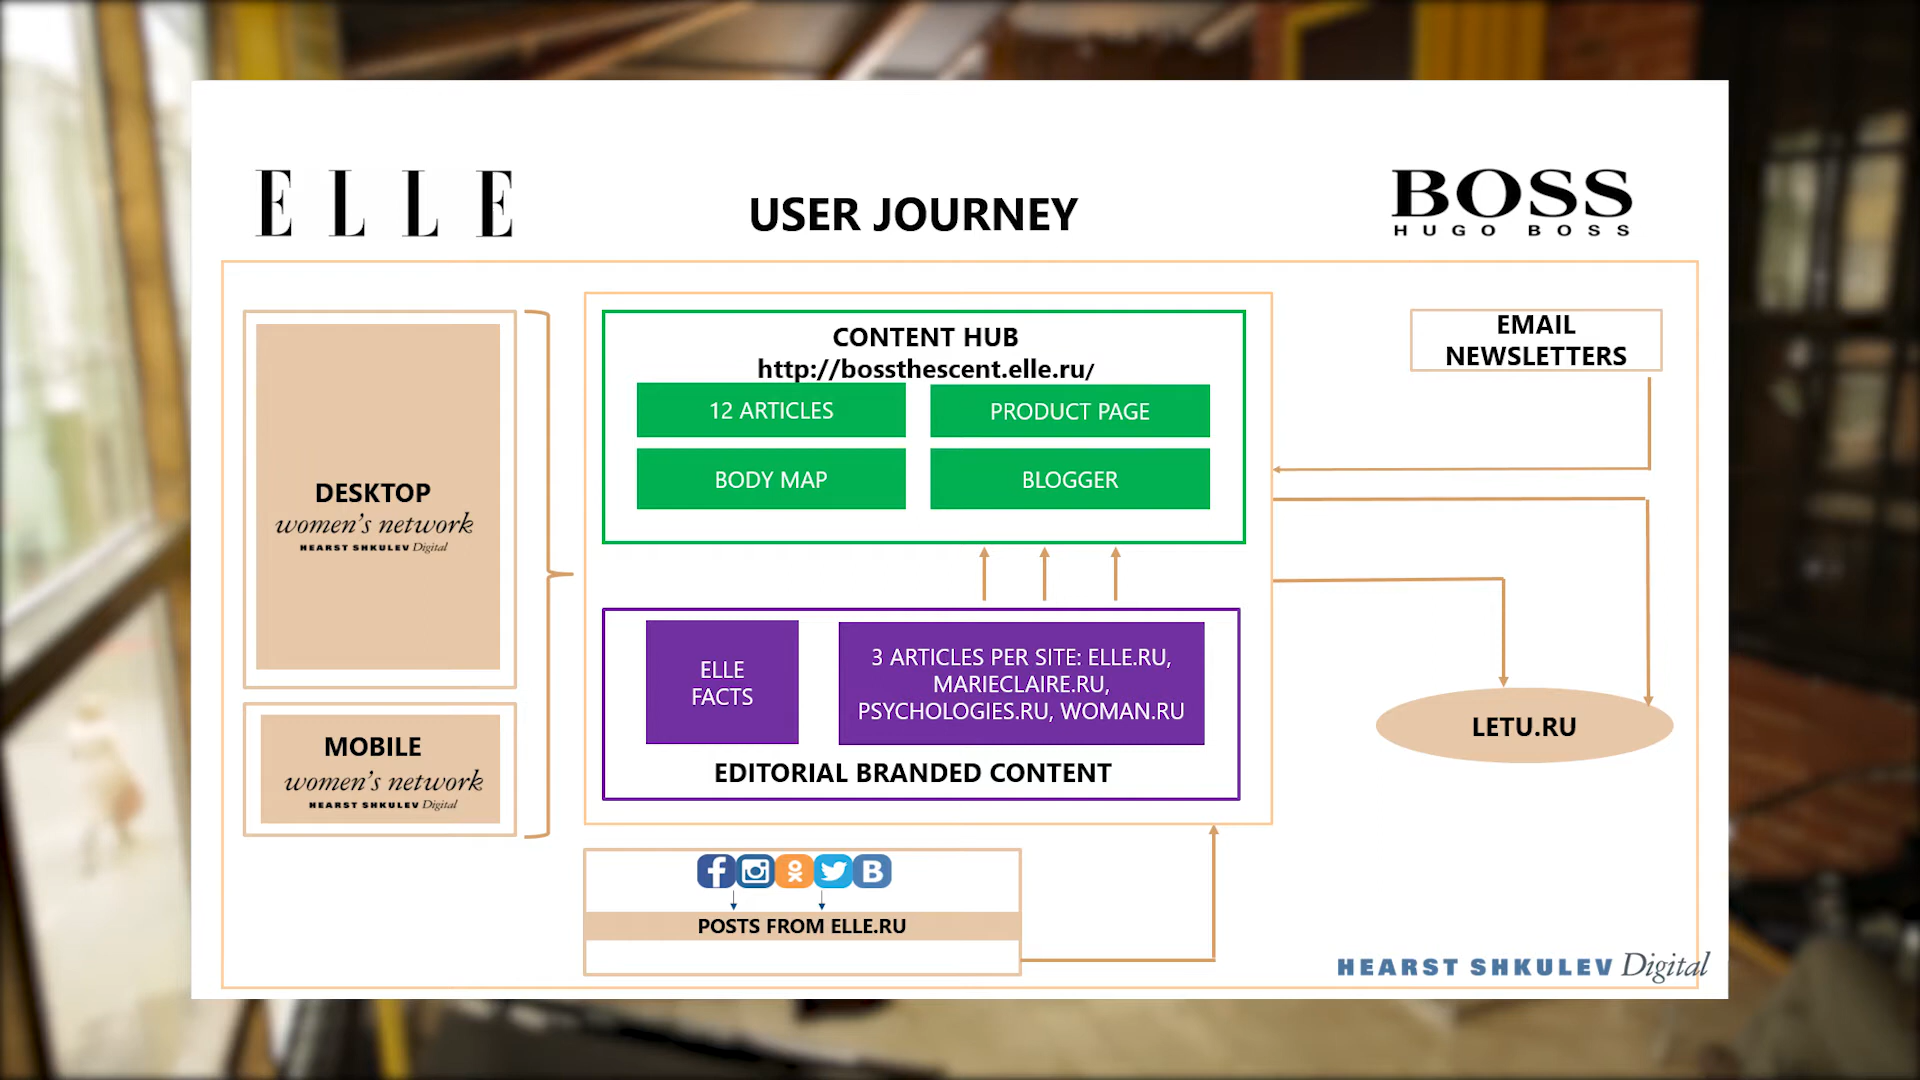 ELLE
USER JOURNEY
BOSS
HUGO BOSS
DESKTOP
women's network
HEARST SHKULEV Digital
MOBILE
women's network
HEARST SHKULEV Digital
CONTENT HUB
http://bossthescent.elle.ru/
12 ARTICLES
PRODUCT PAGE
BODY MAP
BLOGGER
ELLE
FACTS
3 ARTICLES PER SITE: ELLE.RU,
MARIECLAIRE.RU,
PSYCHOLOGIES.RU, WOMAN.RU
EDITORIAL BRANDED CONTENT
POSTS FROM ELLE.RU
EMAIL
NEWSLETTERS
LETU.RU
HEARST SHKULEV Digital